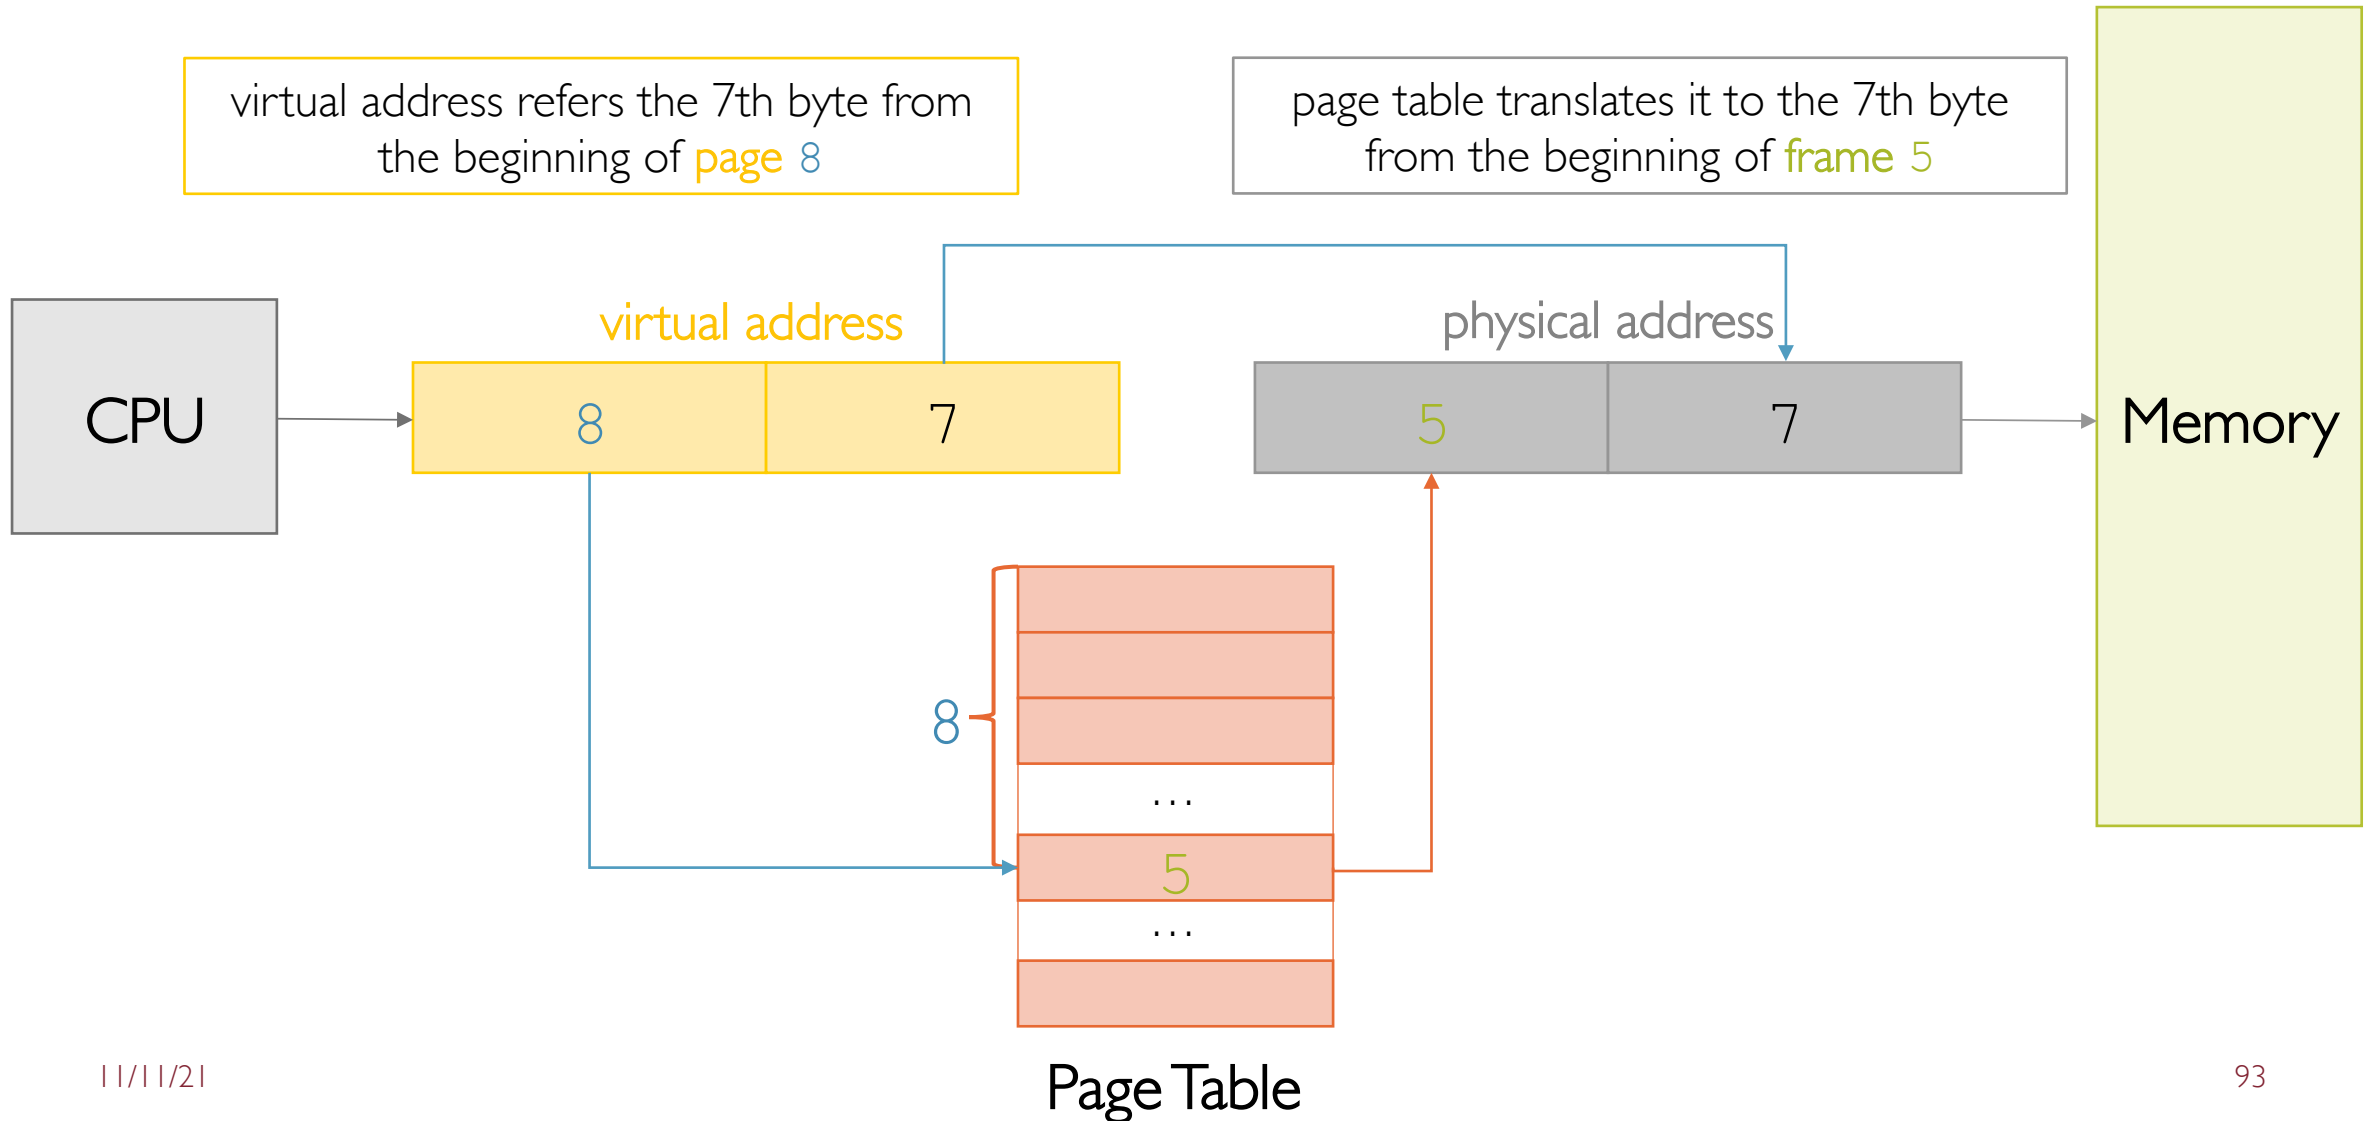 virtual address refers the 7th byte from
the beginning of page 8
page table translates it to the 7th byte
from the beginning of frame 5
virtual address
physical address
CPU
8
7
5
7
Memory
8
...
5
...
Page Table
11/11/21
93